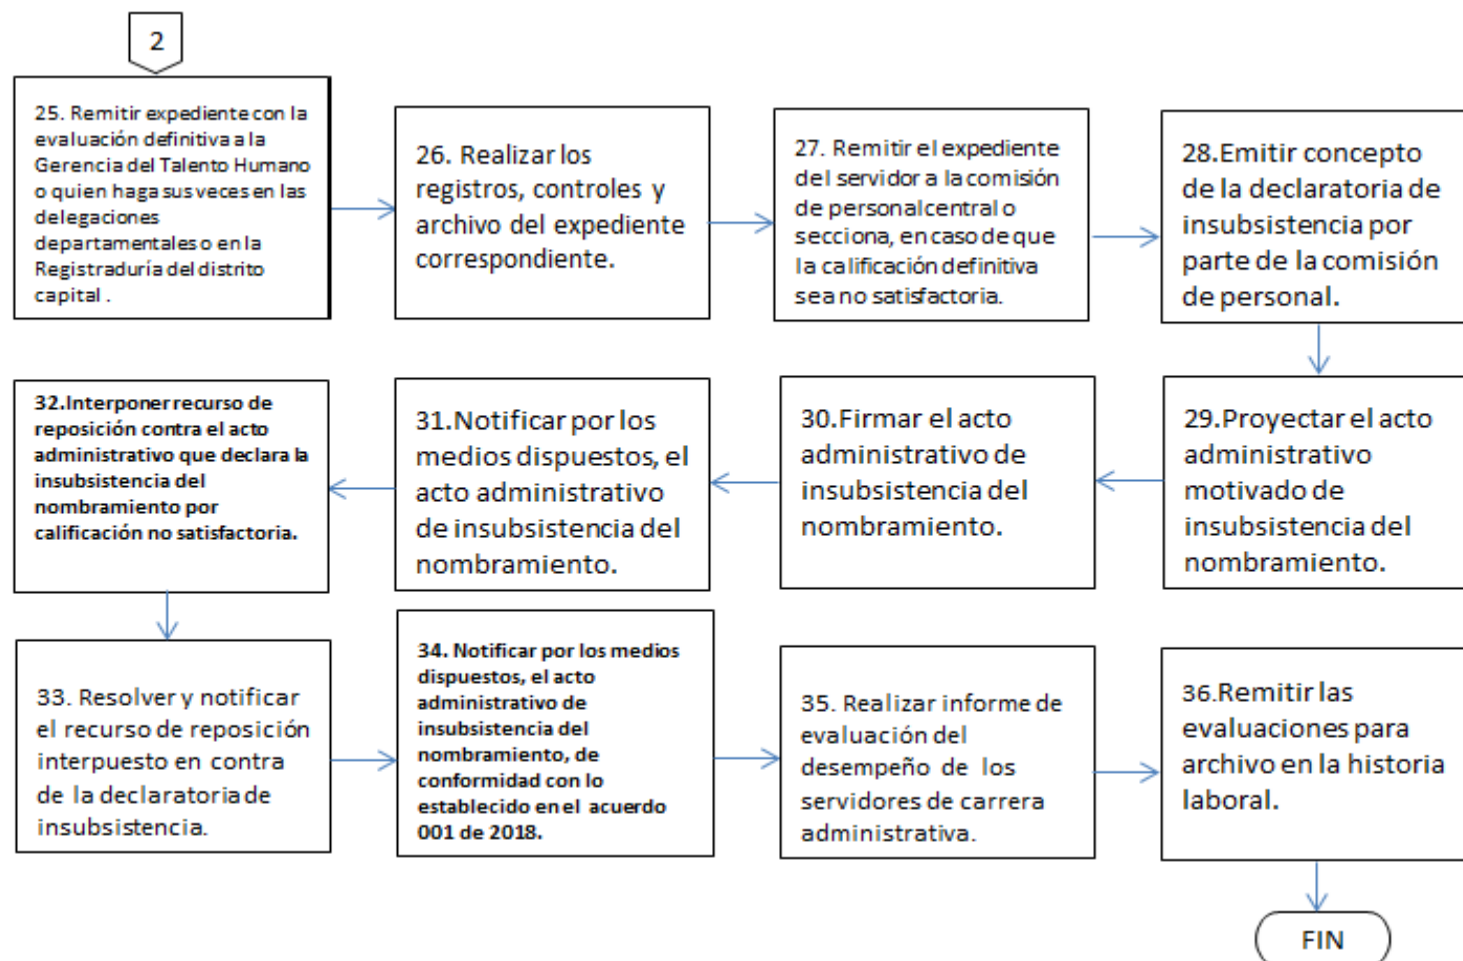 2
25. Remitir expediente con la
evaluación definitiva a la
Gerencia del Talento Humano
o quien haga sus veces en las
delegaciones
departamentales o en la
Registraduría del distrito
capital .
26. Realizar los
registros, controles y
archivo del expediente
correspondiente.
27. Remitir el expediente
del servidor a la comisión
de personal central o
secciona, en caso de que
la calificación definitiva
sea no satisfactoria.
28.Emitir concepto
de la declaratoria de
insubsistencia por
parte de la comisión
de personal.
29.Proyectar el acto
administrativo
motivado de
insubsistencia del
nombramiento.
30.Firmar el acto
administrativo de
insubsistencia del
nombramiento.
31.Notificar por los
medios dispuestos, el
acto administrativo
de insubsistencia del
nombramiento.
32.Interponer recurso de
reposición contra el acto
administrativo que declara la
insubsistencia del
nombramiento por
calificación no satisfactoria.
33. Resolver y notificar
el recurso de reposición
interpuesto en contra
de la declaratoria de
insubsistencia.
34. Notificar por los medios
dispuestos, el acto
administrativo de
insubsistencia del
nombramiento, de
conformidad con lo
establecido en el acuerdo
001 de 2018.
35. Realizar informe de
evaluación del
desempeño de los
servidores de carrera
administrativa.
36.Remitir las
evaluaciones para
archivo en la historia
laboral.
FIN